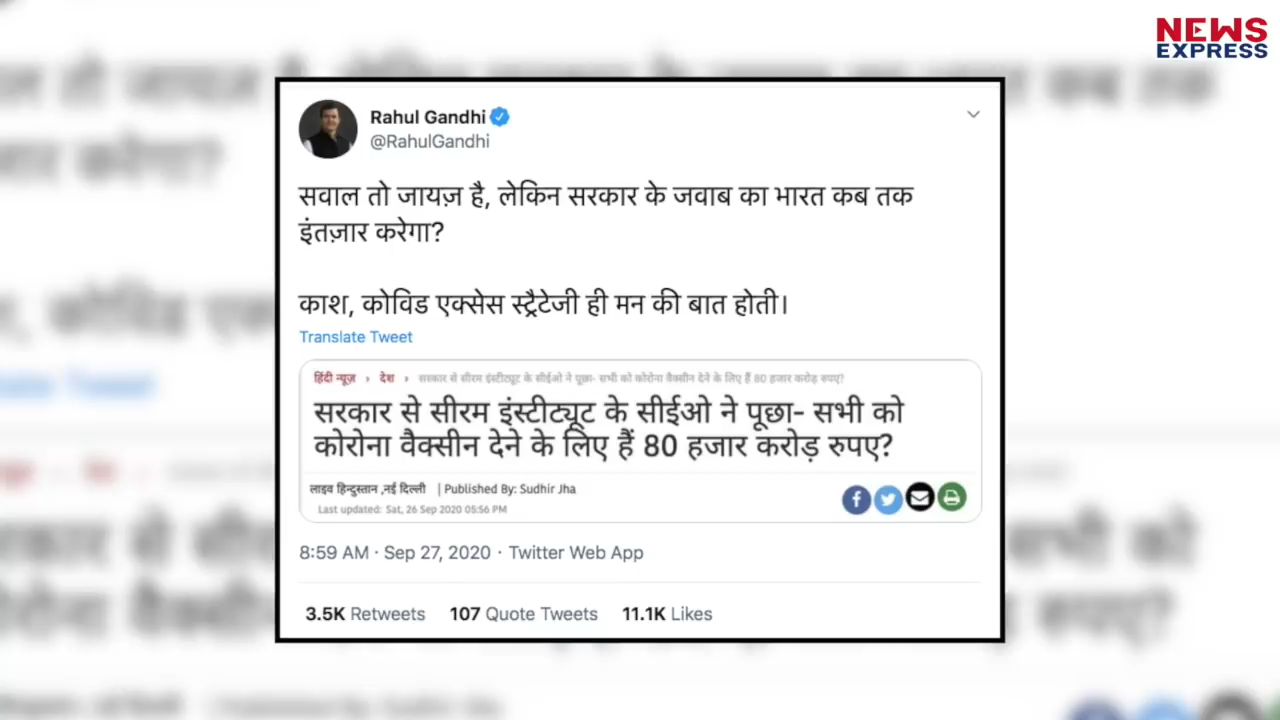 NEWS
EXPRESS
Rahul Gandhi
@RahulGandhi
सवाल तो जायज़ है, लेकिन सरकार के जवाब का भारत कब तक
इंतज़ार करेगा?
काश, कोविड एक्सेस स्ट्रैटेजी ही मन की बात होती।
Translate Tweet
हिंदी न्यूज़ › देश › सरकार से सीरम इंस्टीट्यूट के सीईओ ने पूछा- सभी को कोरोना वैक्सीन देने के लिए हैं 80 हजार करोड़ रुपए?
सरकार से सीरम इंस्टीट्यूट के सीईओ ने पूछा- सभी को
कोरोना वैक्सीन देने के लिए हैं 80 हजार करोड़ रुपए?
लाइव हिन्दुस्तान ,नई दिल्ली | Published By: Sudhir Jha
Last updated: Sat, 26 Sep 2020 05:56 PM
8:59 AM · Sep 27, 2020 · Twitter Web App
3.5K Retweets 107 Quote Tweets 11.1K Likes